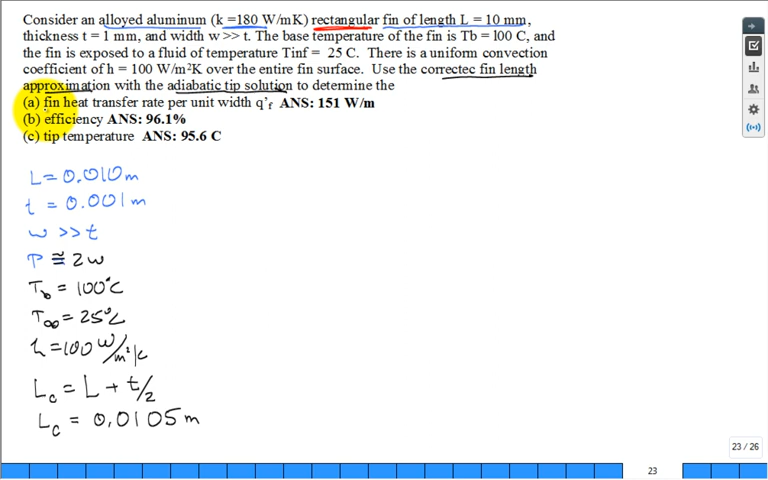 Consider an alloyed aluminum (k =180 W/mK) rectangular fin of length L = 10 mm,
thickness t = 1 mm, and width w >> t. The base temperature of the fin is Tb = 100 C, and
the fin is exposed to a fluid of temperature Tinf = 25 C. There is a uniform convection
coefficient of h = 100 W/m²K over the entire fin surface. Use the correctec fin length
approximation with the adiabatic tip solution to determine the
(a) fin heat transfer rate per unit width q'f ANS: 151 W/m
(b) efficiency ANS: 96.1%
(c) tip temperature ANS: 95.6 C
L = 0.010 m
t = 0.001 m
w >> t
P ≅ 2w
T_b = 100°C
T_∞ = 25°C
h = 100 W/m²K
L_c = L + t/2
L_c = 0.0105 m
23 / 26
23